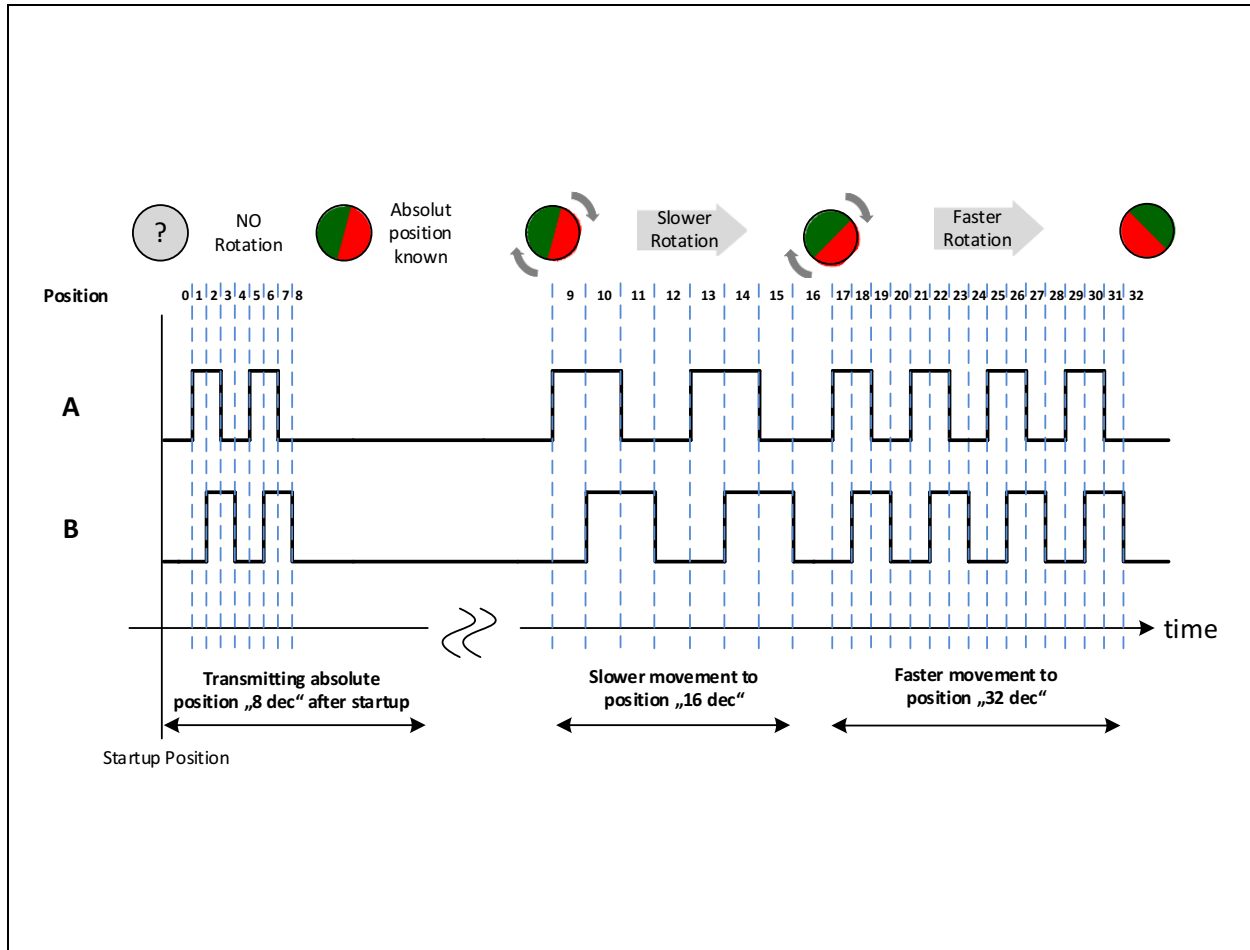 ?
NO
Rotation
Absolut
position
known
Slower
Rotation
Faster
Rotation
Position 0 1 2 3 4 5 6 7 8 9 10 11 12 13 14 15 16 17 18 19 20 21 22 23 24 25 26 27 28 29 30 31 32
A
B
time
Transmitting absolute
position „8 dec“ after startup
Slower movement to
position „16 dec“
Faster movement to
position „32 dec“
Startup Position